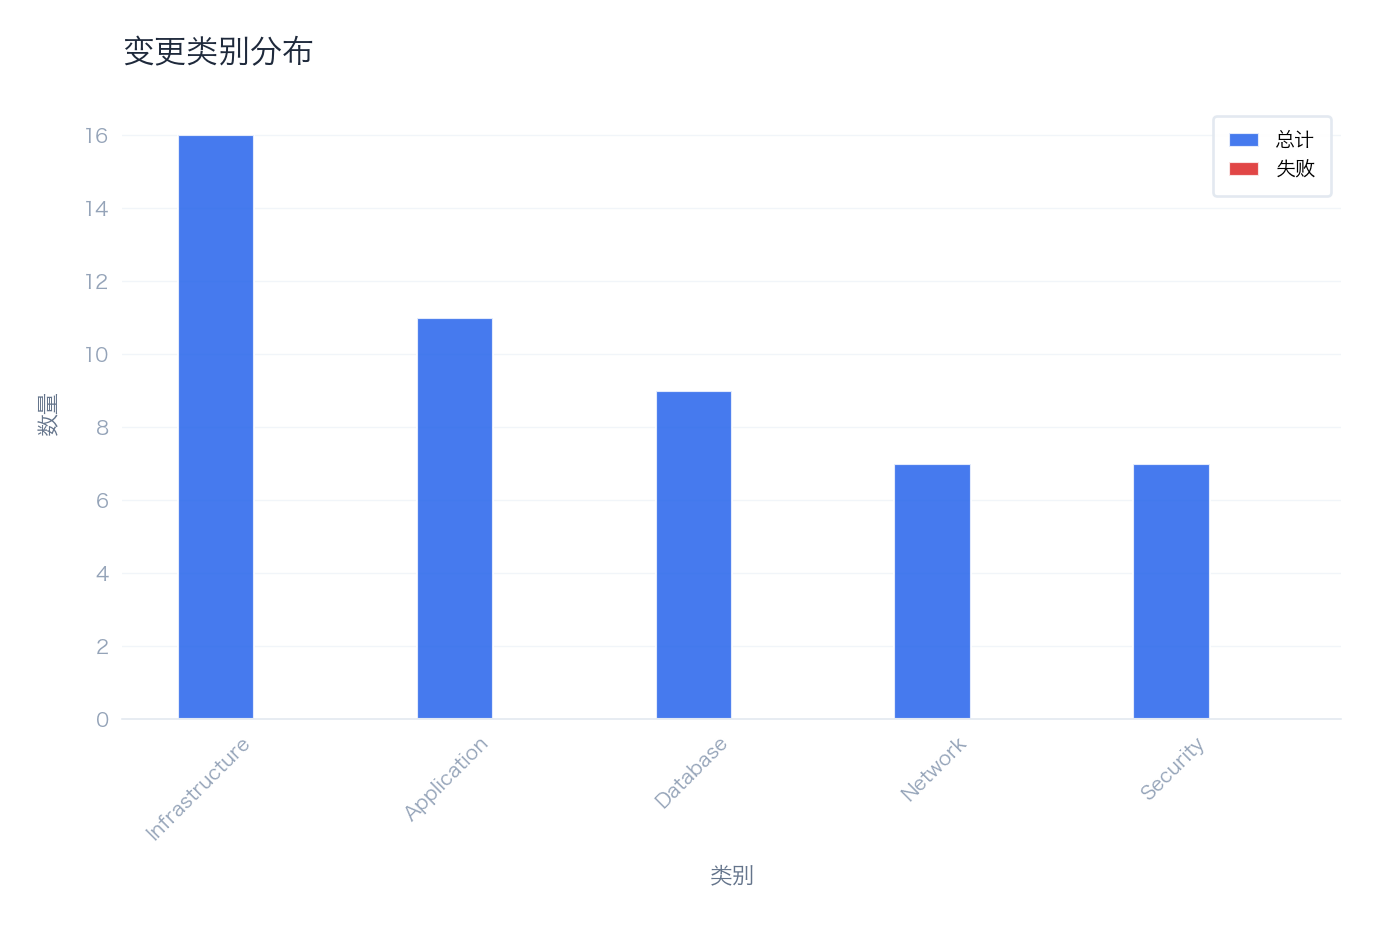 变更类别分布
总计
失败
16
14
12
10
8
6
4
2
0
数量
Infrastructure
Application
Database
Network
Security
类别